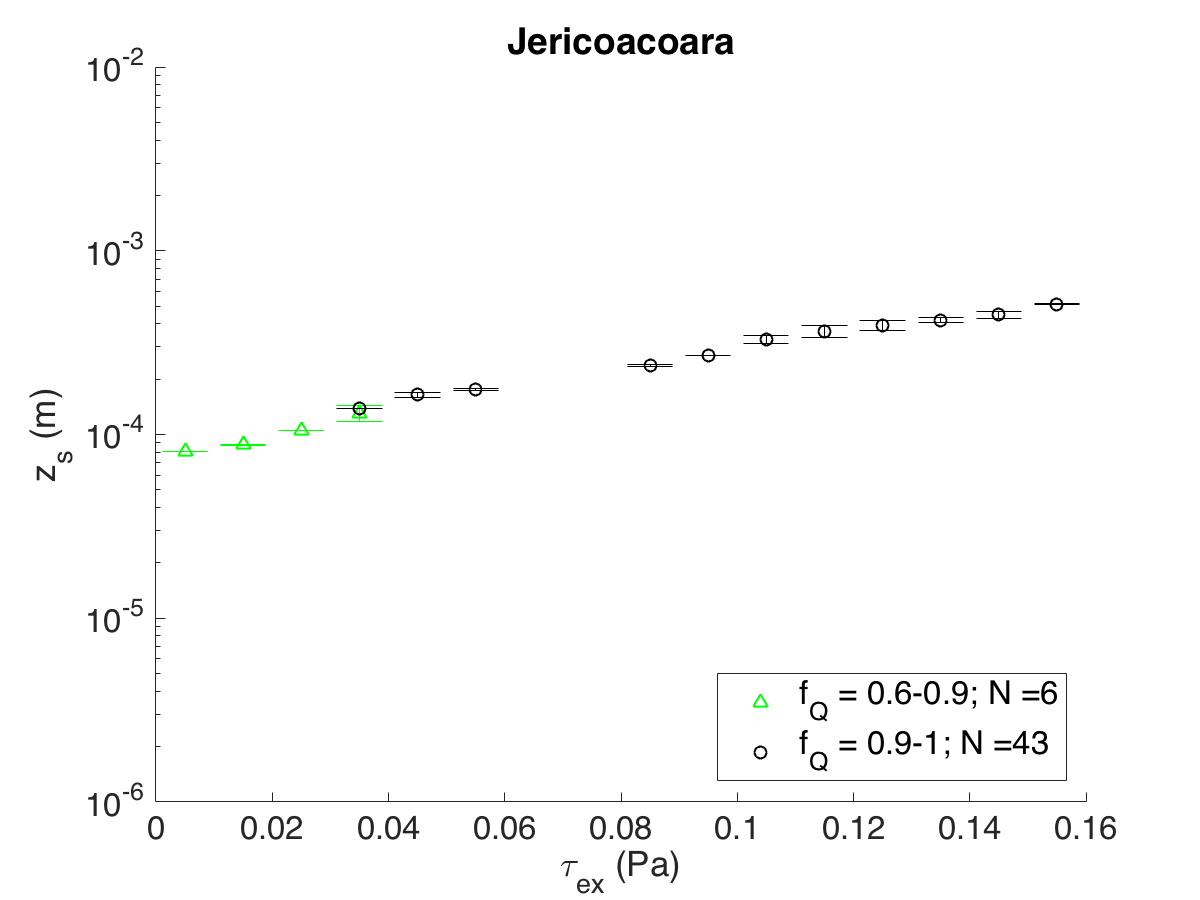 Jericoacoara
10^-2
10^-3
10^-4
10^-5
10^-6
z_s (m)
0 0.02 0.04 0.06 0.08 0.1 0.12 0.14 0.16
τ_ex (Pa)
f_Q = 0.6-0.9; N =6
f_Q = 0.9-1; N =43